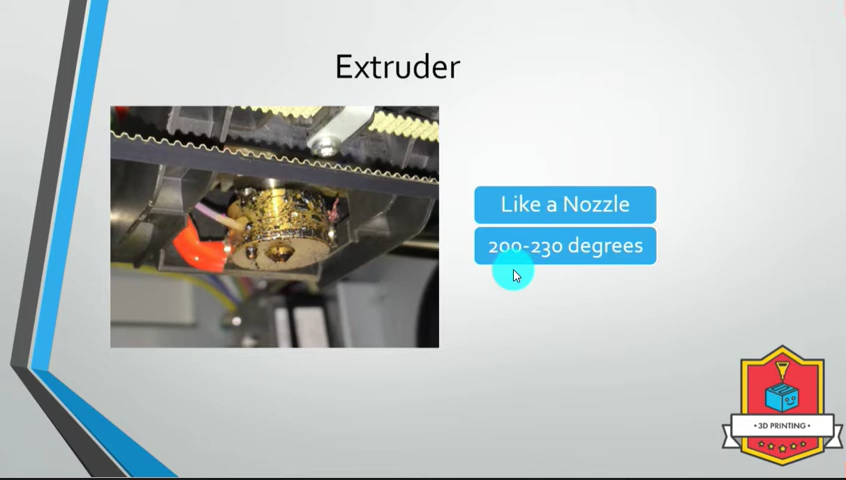 Extruder
Like a Nozzle
200-230 degrees
• 3D PRINTING •